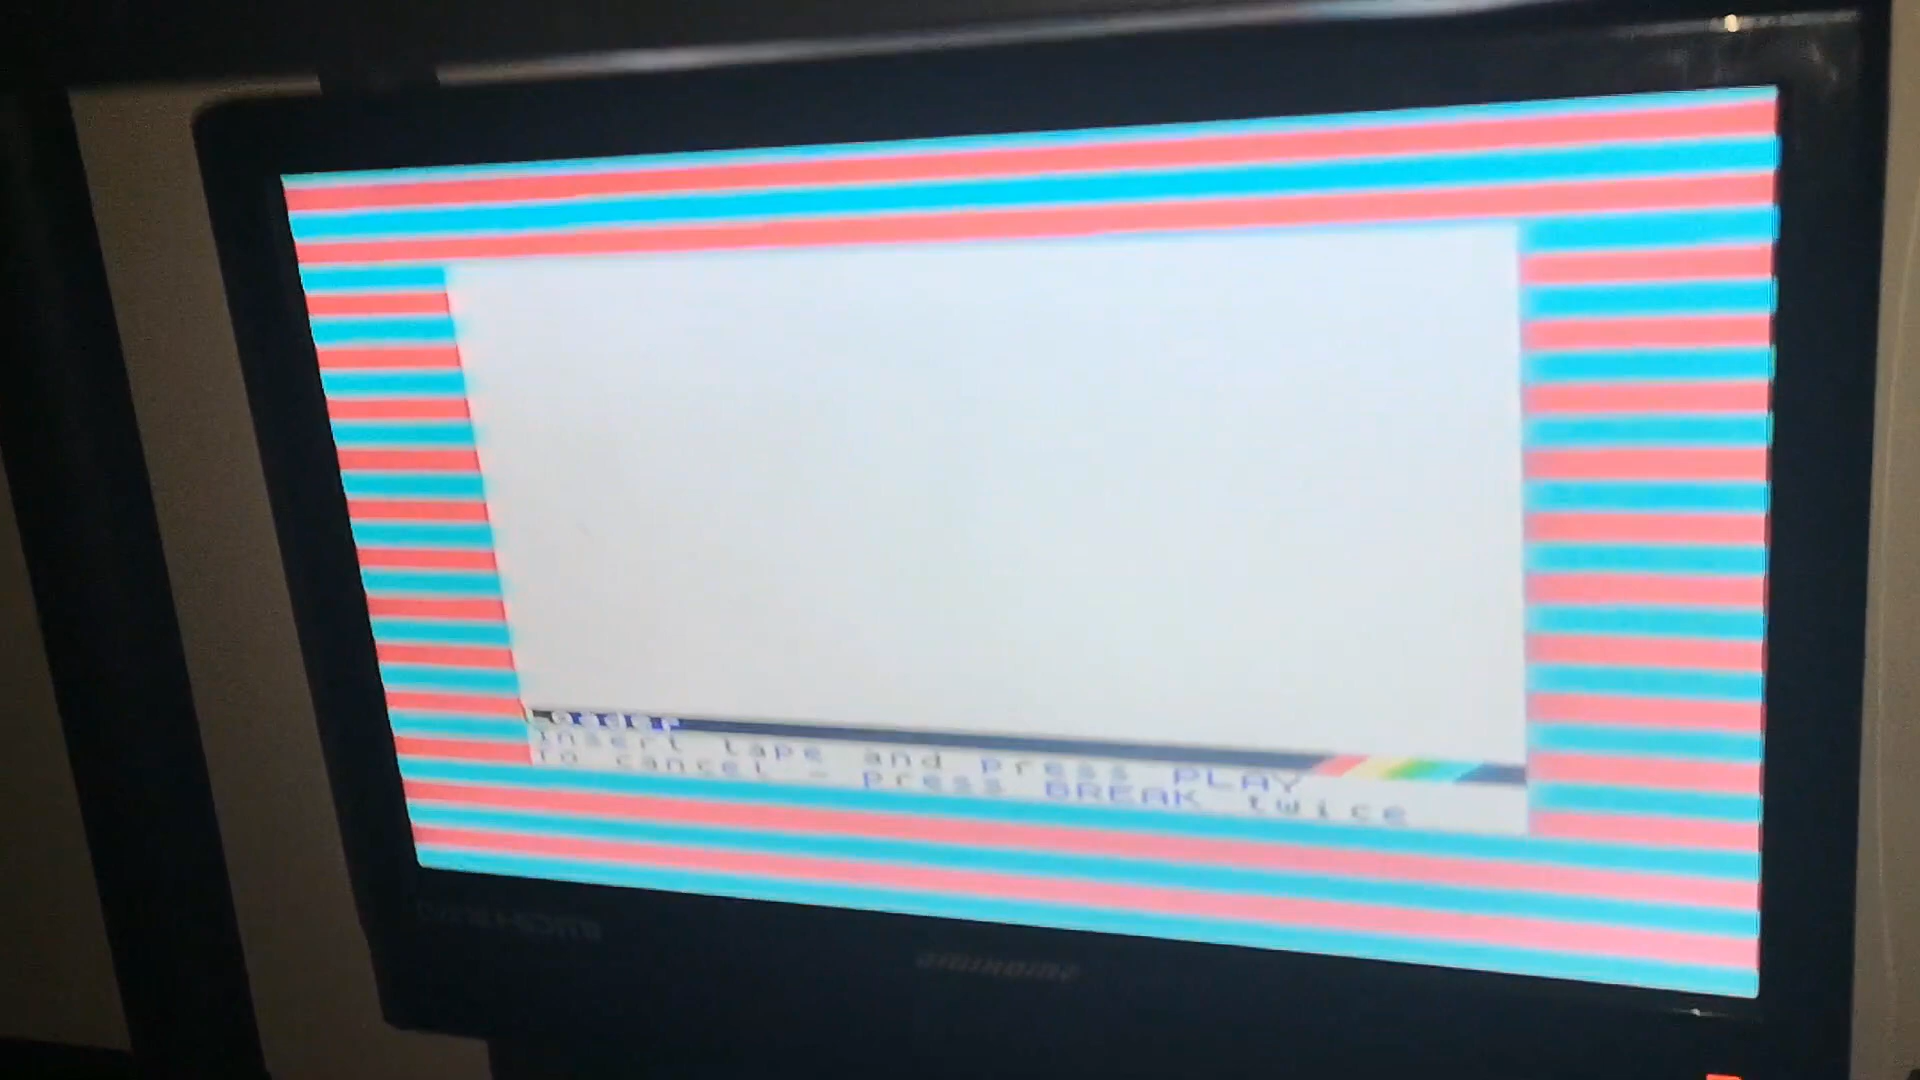 Loader
Insert tape and press PLAY
To cancel - press BREAK twice